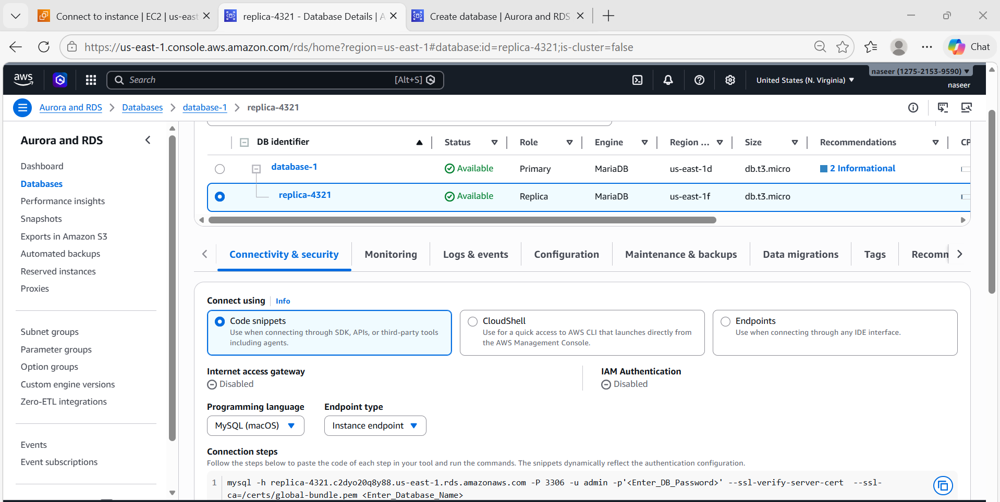 Connect to instance | EC2 | us-east
replica-4321 - Database Details | A
Create database | Aurora and RDS
https://us-east-1.console.aws.amazon.com/rds/home?region=us-east-1#database:id=replica-4321;is-cluster=false
Chat
aws
Search
[Alt+S]
United States (N. Virginia)
naseer (1275-2153-9590)
naseer
Aurora and RDS
Databases
database-1
replica-4321
Aurora and RDS
Dashboard
Databases
Performance insights
Snapshots
Exports in Amazon S3
Automated backups
Reserved instances
Proxies
Subnet groups
Parameter groups
Option groups
Custom engine versions
Zero-ETL integrations
Events
Event subscriptions
DB identifier Status Role Engine Region ... Size Recommendations CP
database-1 Available Primary MariaDB us-east-1d db.t3.micro 2 Informational
replica-4321 Available Replica MariaDB us-east-1f db.t3.micro
Connectivity & security Monitoring Logs & events Configuration Maintenance & backups Data migrations Tags Recomm
Connect using Info
Code snippets
Use when connecting through SDK, APIs, or third-party tools
including agents.
CloudShell
Use for a quick access to AWS CLI that launches directly from
the AWS Management Console.
Endpoints
Use when connecting through any IDE interface.
Internet access gateway
Disabled
IAM Authentication
Disabled
Programming language
MySQL (macOS)
Endpoint type
Instance endpoint
Connection steps
Follow the steps below to paste the code of each step in your tool and run the commands. The snippets dynamically reflect the authentication configuration.
1 mysql -h replica-4321.c2dyo20q8y88.us-east-1.rds.amazonaws.com -P 3306 -u admin -p'<Enter_DB_Password>' --ssl-verify-server-cert --ssl-
ca=/certs/global-bundle.pem <Enter_Database_Name>